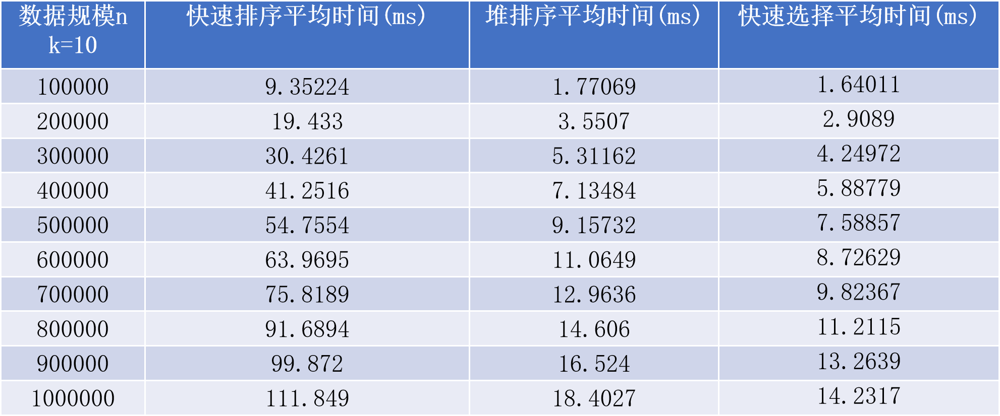 数据规模n 快速排序平均时间(ms) 堆排序平均时间(ms) 快速选择平均时间(ms)
k=10
100000 9.35224 1.77069 1.64011
200000 19.433 3.5507 2.9089
300000 30.4261 5.31162 4.24972
400000 41.2516 7.13484 5.88779
500000 54.7554 9.15732 7.58857
600000 63.9695 11.0649 8.72629
700000 75.8189 12.9636 9.82367
800000 91.6894 14.606 11.2115
900000 99.872 16.524 13.2639
1000000 111.849 18.4027 14.2317